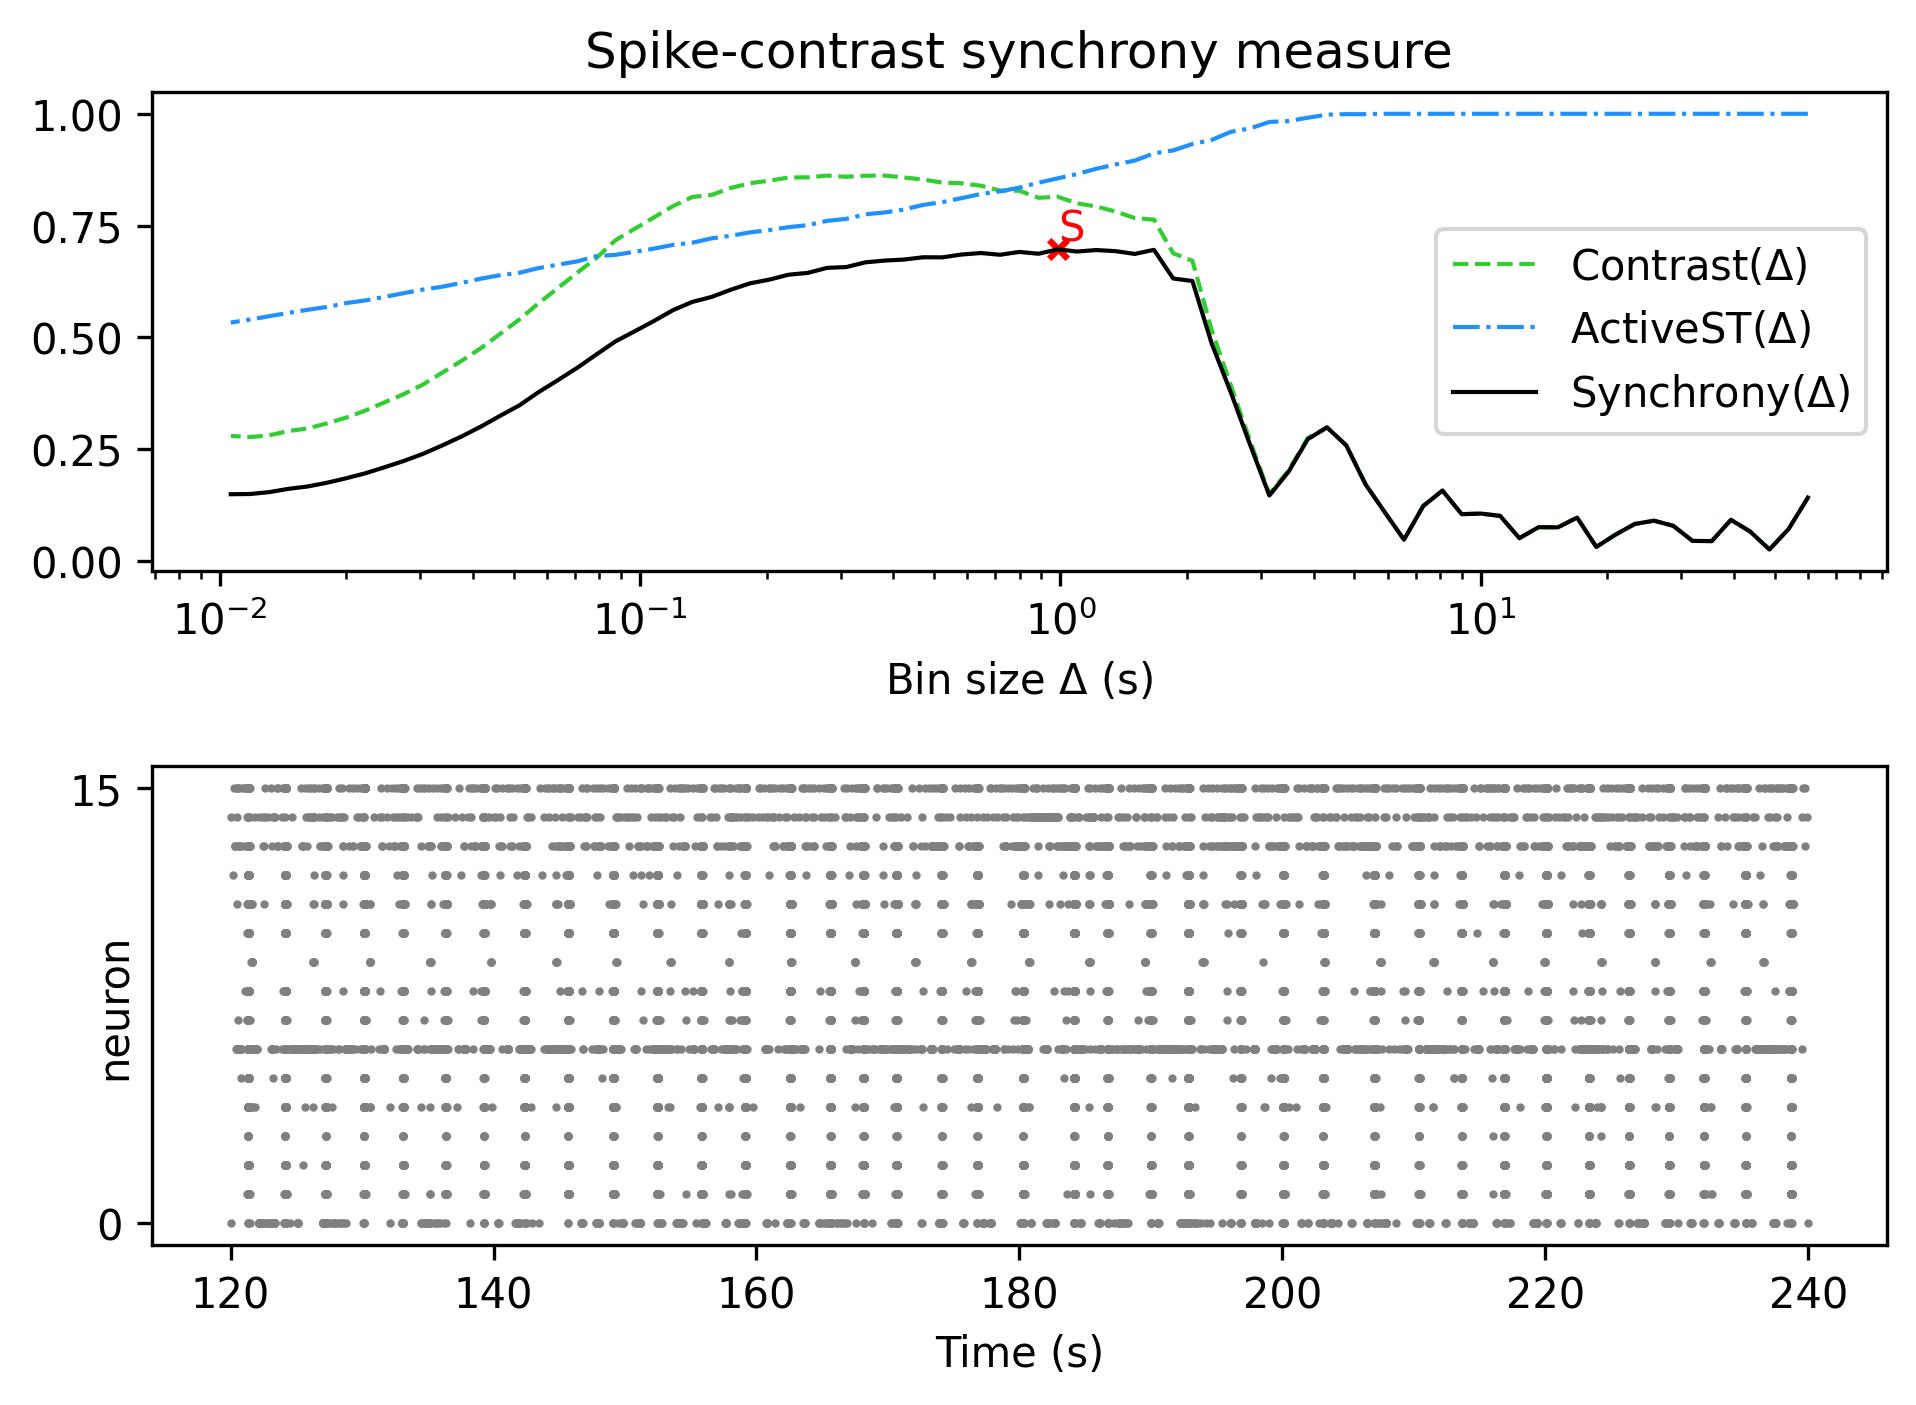 Spike-contrast synchrony measure
1.00
0.75
0.50
0.25
0.00
S
Contrast(Δ)
ActiveST(Δ)
Synchrony(Δ)
10⁻² 10⁻¹ 10⁰ 10¹
Bin size Δ (s)
15
0
neuron
120 140 160 180 200 220 240
Time (s)